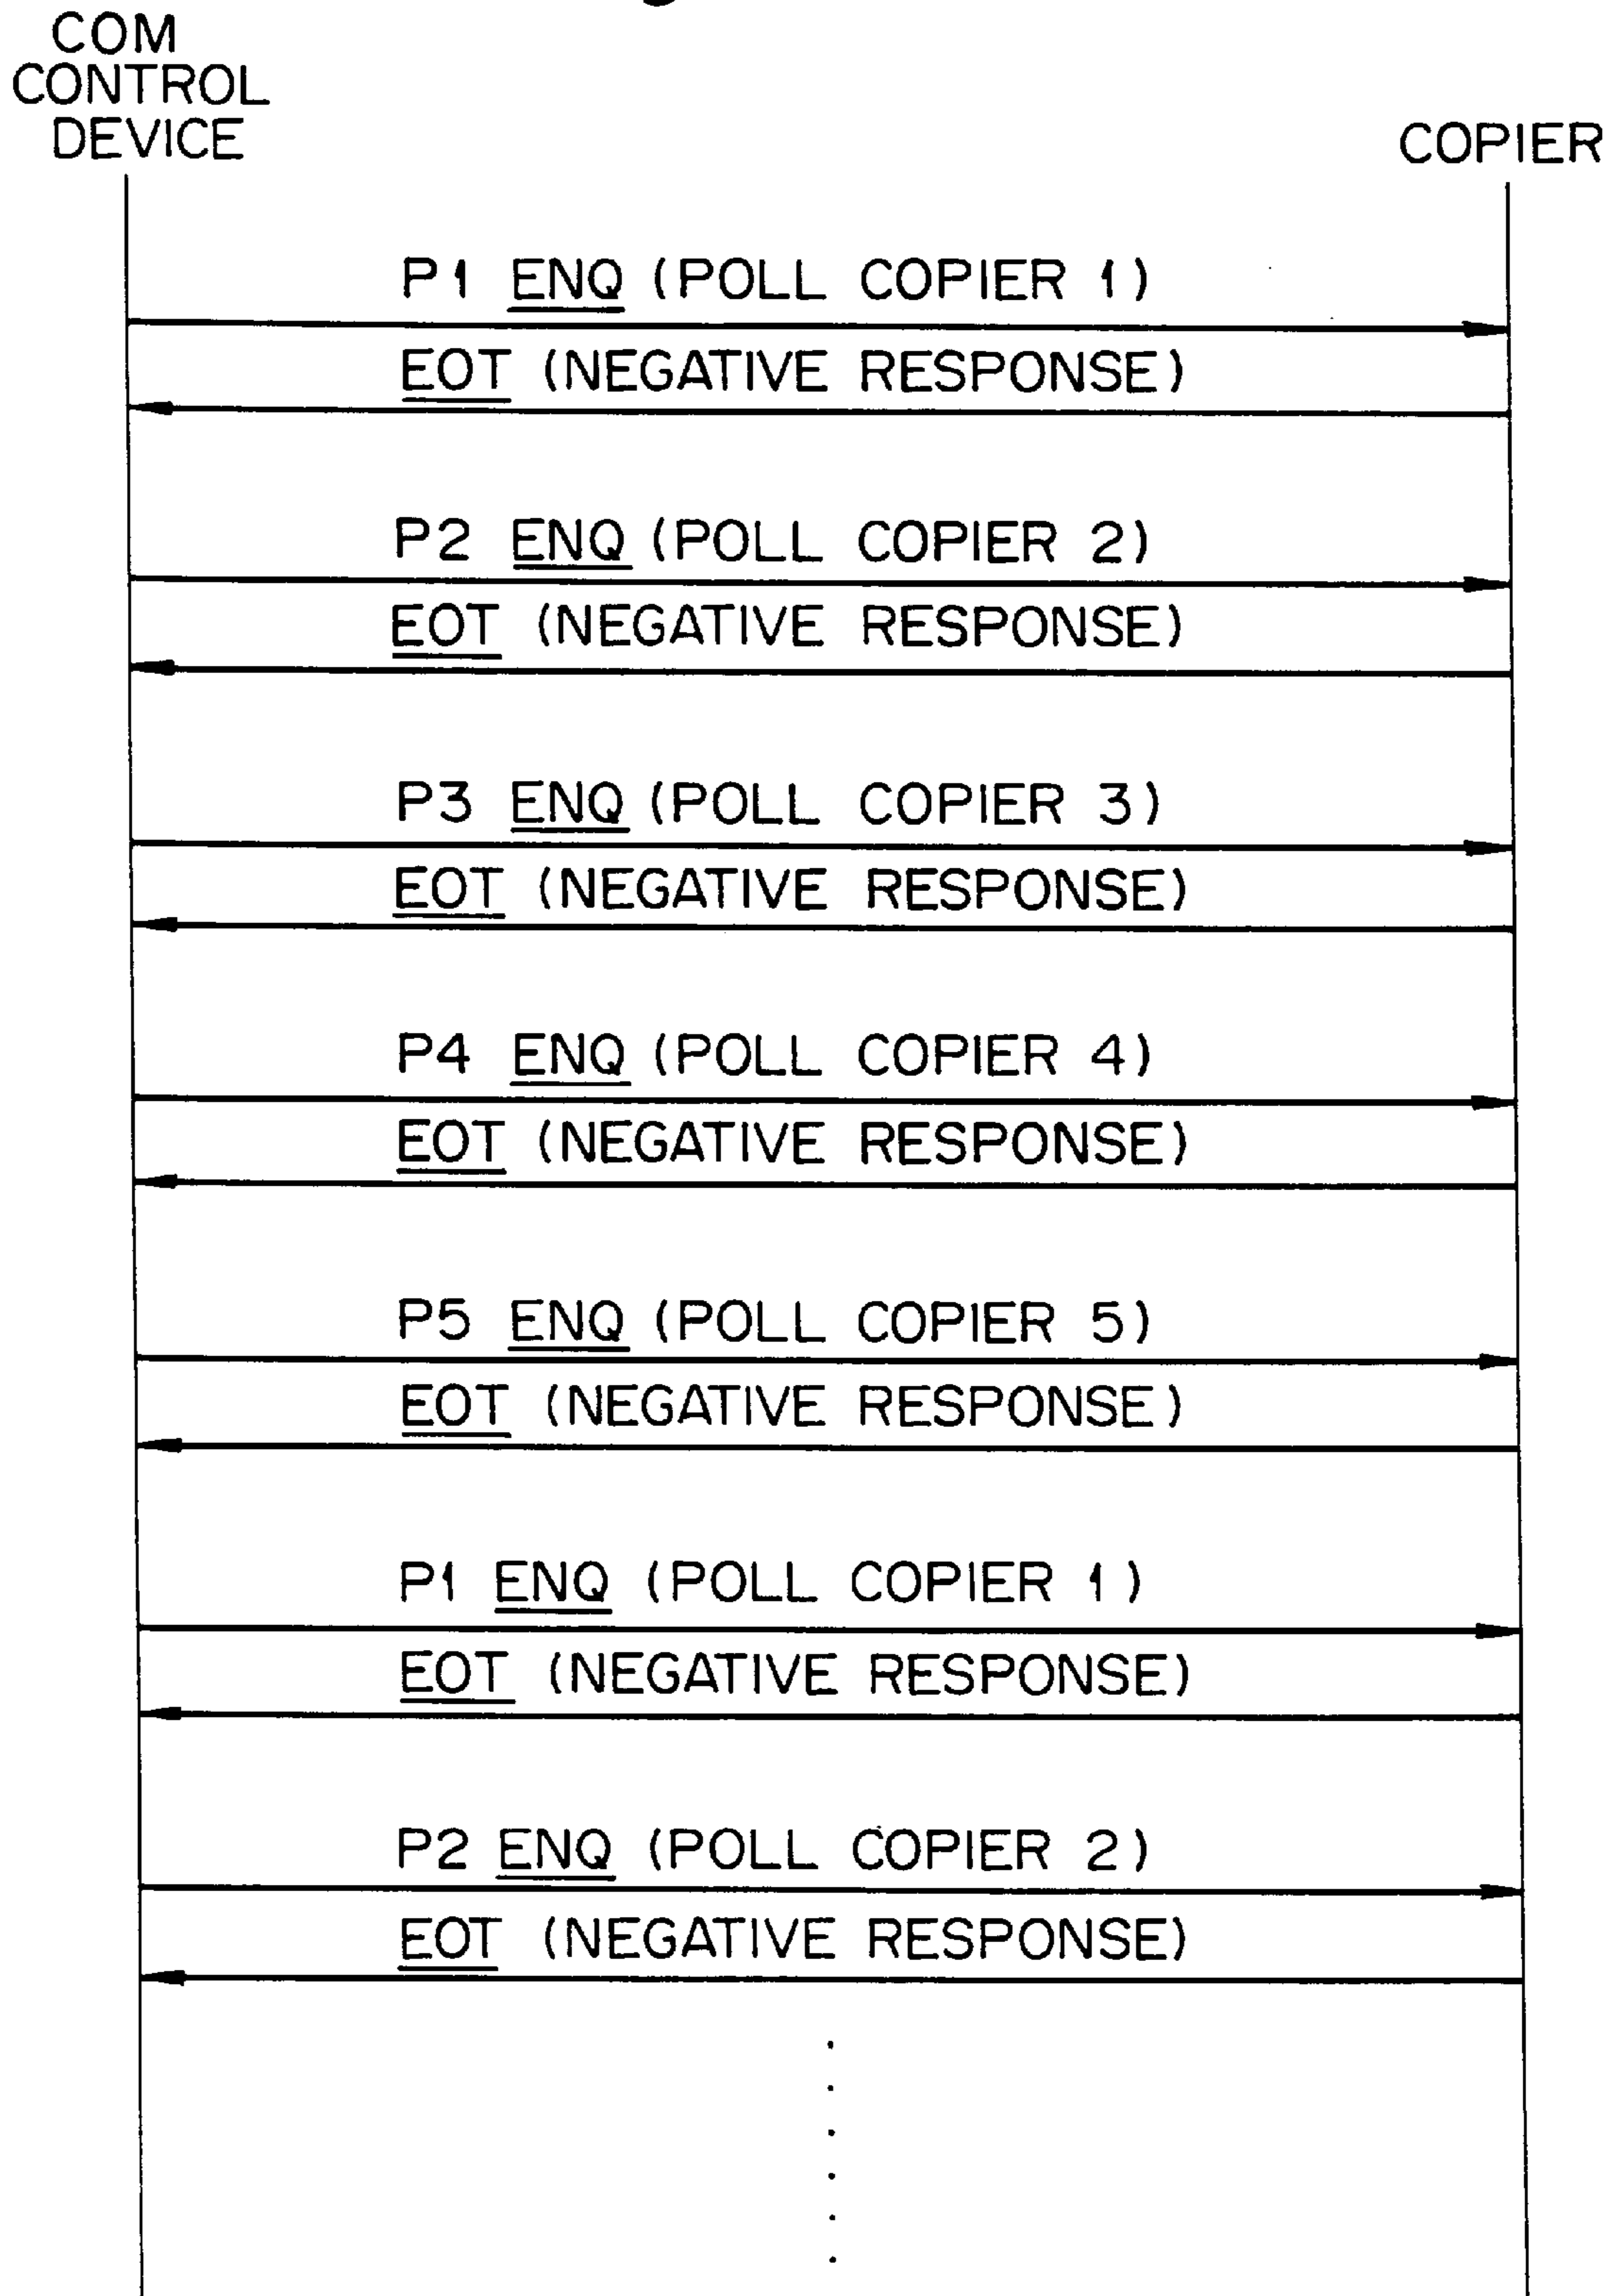 COM
CONTROL
DEVICE
COPIER
P1 ENQ (POLL COPIER 1)
EOT (NEGATIVE RESPONSE)
P2 ENQ (POLL COPIER 2)
EOT (NEGATIVE RESPONSE)
P3 ENQ (POLL COPIER 3)
EOT (NEGATIVE RESPONSE)
P4 ENQ (POLL COPIER 4)
EOT (NEGATIVE RESPONSE)
P5 ENQ (POLL COPIER 5)
EOT (NEGATIVE RESPONSE)
P1 ENQ (POLL COPIER 1)
EOT (NEGATIVE RESPONSE)
P2 ENQ (POLL COPIER 2)
EOT (NEGATIVE RESPONSE)